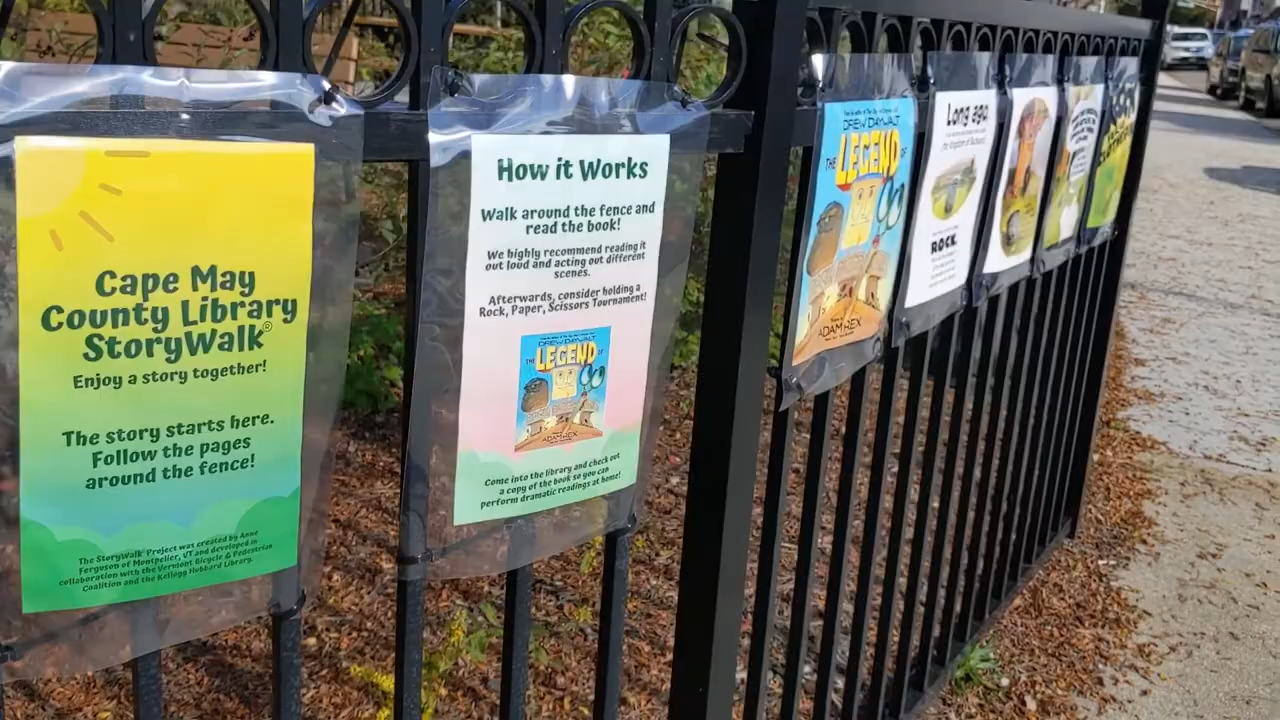 Cape May
County Library
StoryWalk®
Enjoy a story together!
The story starts here.
Follow the pages
around the fence!
The StoryWalk® Project was created by Anne
Ferguson of Montpelier, VT and developed in
collaboration with the Vermont Bicycle & Pedestrian
Coalition and the Kellogg Hubbard Library.
How it Works
Walk around the fence and
read the book!
We highly recommend reading it
out loud and acting out different
scenes.
Afterwards, consider holding a
Rock, Paper, Scissors Tournament!
DREW DAYWALT
THE LEGEND OF
ADAM REX
Come into the library and check out
a copy of the book so you can
perform dramatic readings at home!
DREW DAYWALT
THE LEGEND OF
ADAM REX
Long ago,
ROCK.